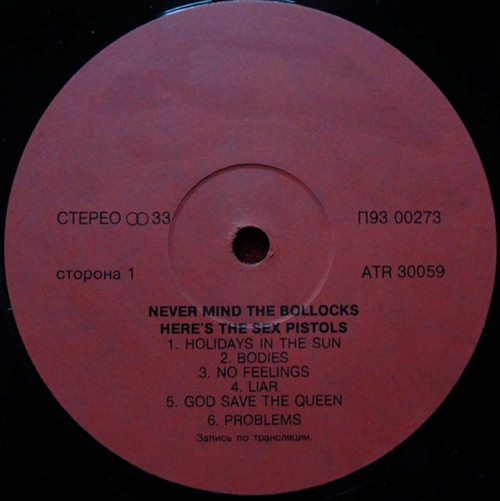 СТЕРЕО ꝏ 33 П93 00273
сторона 1 ATR 30059
NEVER MIND THE BOLLOCKS
HERE'S THE SEX PISTOLS
1. HOLIDAYS IN THE SUN
2. BODIES
3. NO FEELINGS
4. LIAR
5. GOD SAVE THE QUEEN
6. PROBLEMS
Запись по трансляции.